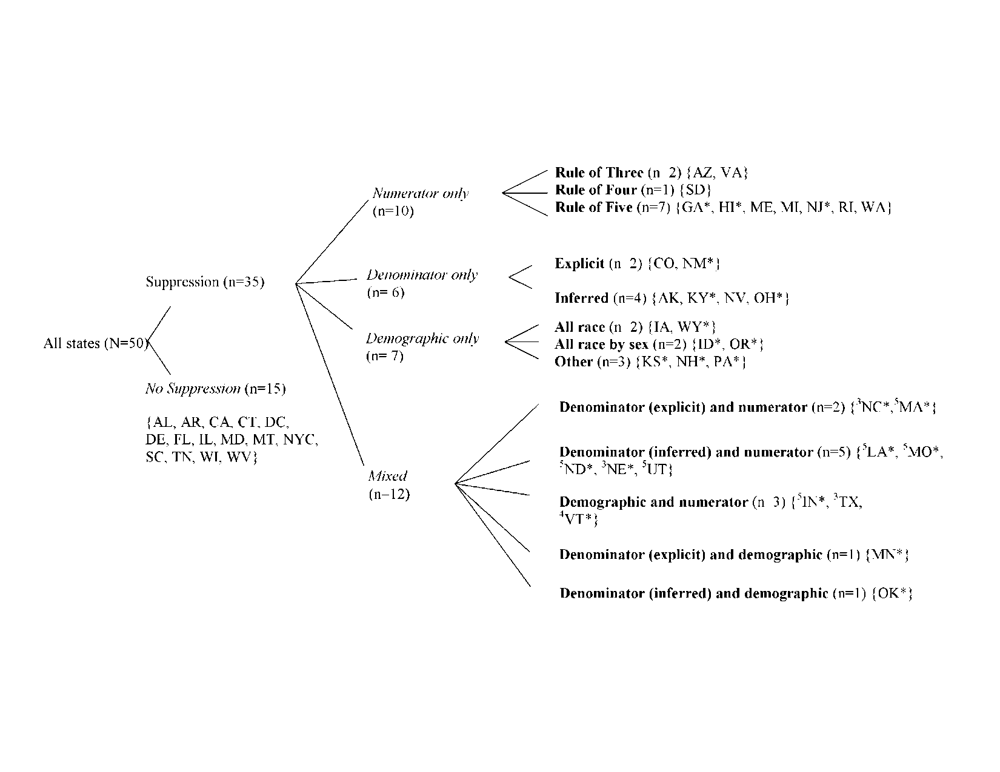 All states (N=50)
Suppression (n=35)
No Suppression (n=15)
{AL, AR, CA, CT, DC,
DE, FL, IL, MD, MT, NYC,
SC, TN, WI, WV}
Numerator only
(n=10)
Rule of Three (n=2) {AZ, VA}
Rule of Four (n=1) {SD}
Rule of Five (n=7) {GA*, HI*, ME, MI, NJ*, RI, WA}
Denominator only
(n= 6)
Explicit (n=2) {CO, NM*}
Inferred (n=4) {AK, KY*, NV, OH*}
Demographic only
(n= 7)
All race (n=2) {IA, WY*}
All race by sex (n=2) {ID*, OR*}
Other (n=3) {KS*, NH*, PA*}
Mixed
(n=12)
Denominator (explicit) and numerator (n=2) {³NC*,⁵MA*}
Denominator (inferred) and numerator (n=5) {⁵LA*, ⁵MO*,
⁵ND*, ³NE*, ⁵UT}
Demographic and numerator (n=3) {⁵IN*, ³TX,
⁴VT*}
Denominator (explicit) and demographic (n=1) {MN*}
Denominator (inferred) and demographic (n=1) {OK*}